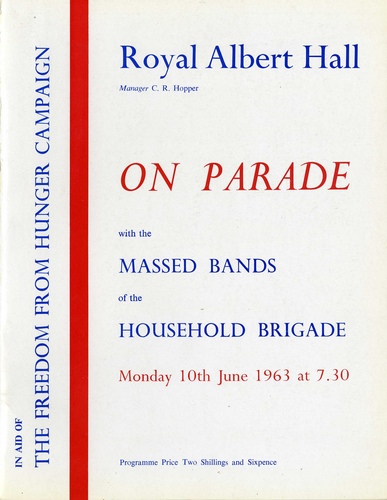 Royal Albert Hall
Manager C. R. Hopper
ON PARADE
with the
MASSED BANDS
of the
HOUSEHOLD BRIGADE
Monday 10th June 1963 at 7.30
Programme Price Two Shillings and Sixpence
IN AID OF
THE FREEDOM FROM HUNGER CAMPAIGN